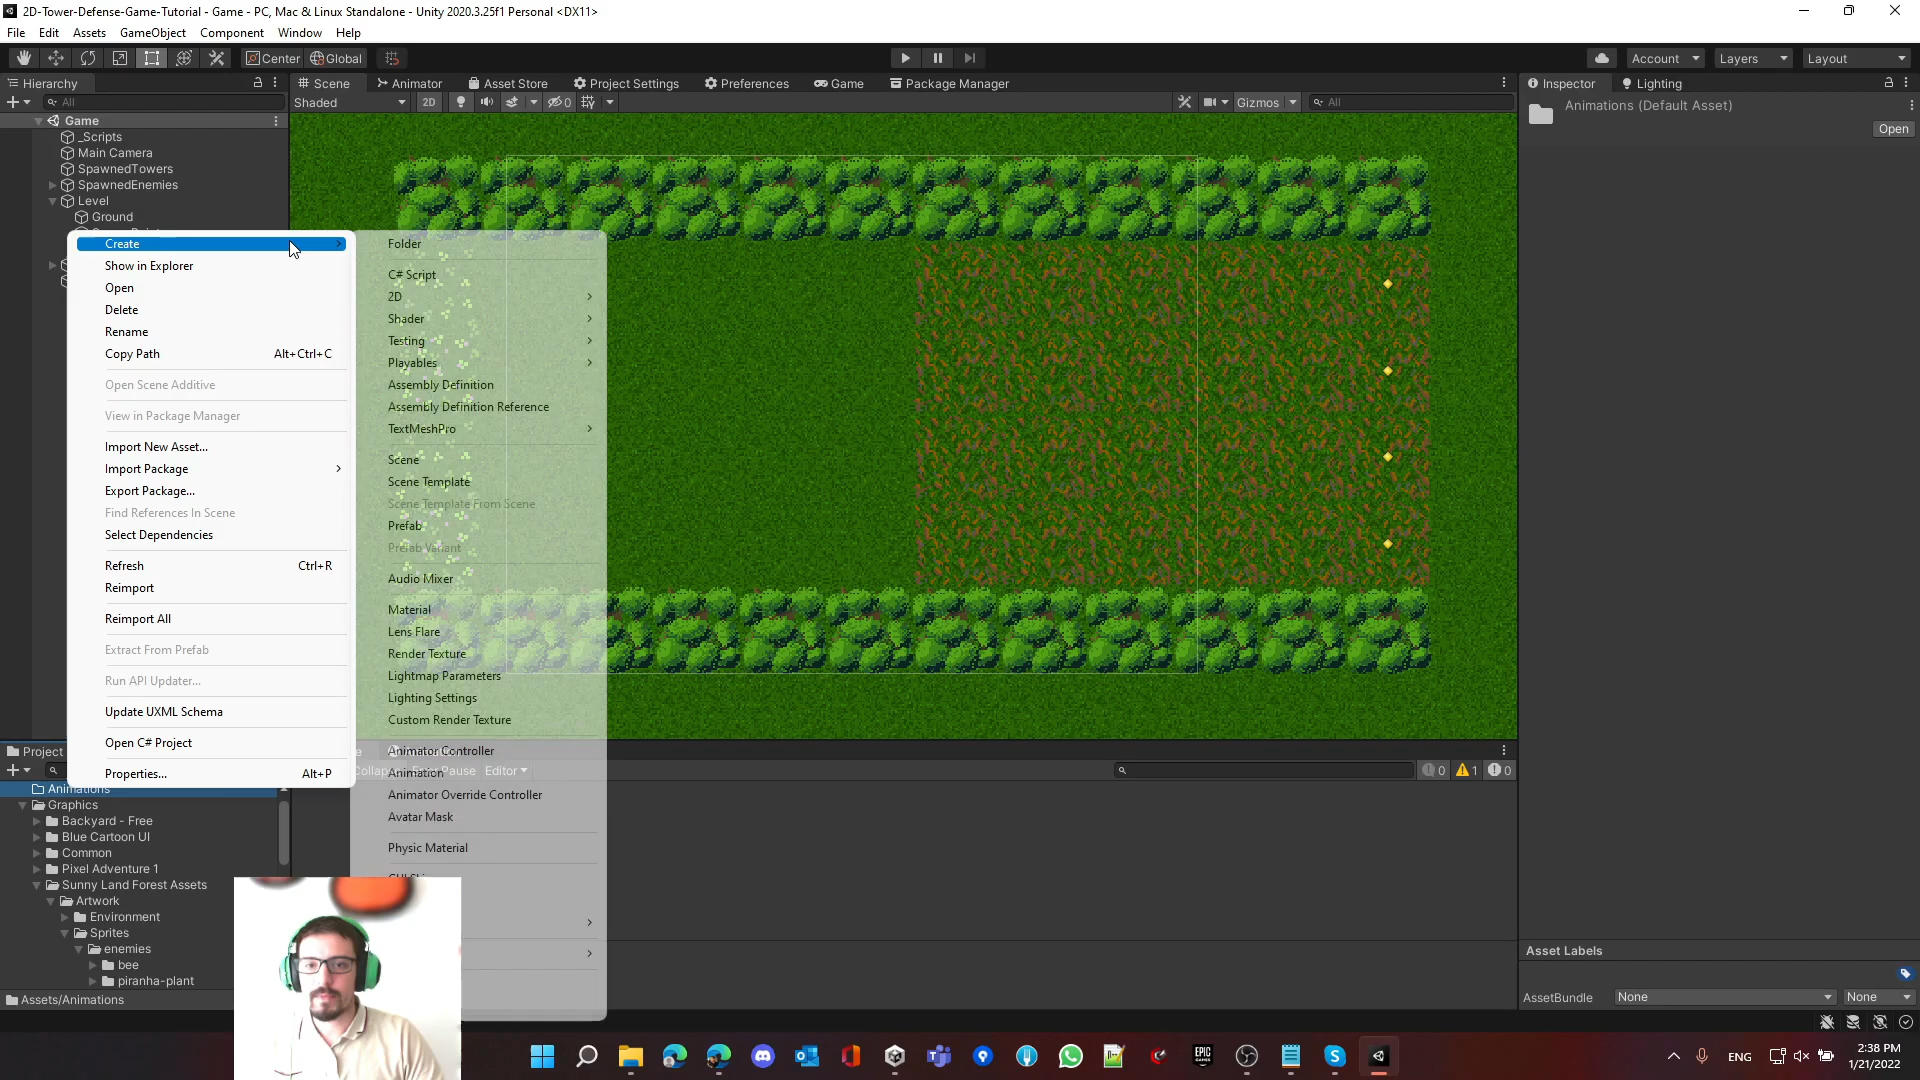 2D-Tower-Defense-Game-Tutorial - Game - PC, Mac & Linux Standalone - Unity 2020.3.25f1 Personal <DX11>
File Edit Assets GameObject Component Window Help
Center Global Account Layers Layout
Hierarchy Scene Animator Asset Store Project Settings Preferences Game Package Manager Inspector Lighting
All Shaded 2D 0 Gizmos All
Animations (Default Asset)
Open
Game
_Scripts
Main Camera
SpawnedTowers
SpawnedEnemies
Level
Ground
Create
Show in Explorer
Open
Delete
Rename
Copy Path Alt+Ctrl+C
Open Scene Additive
View in Package Manager
Import New Asset...
Import Package
Export Package...
Find References In Scene
Select Dependencies
Refresh Ctrl+R
Reimport
Reimport All
Extract From Prefab
Run API Updater...
Update UXML Schema
Open C# Project
Properties... Alt+P
Folder
C# Script
2D
Shader
Testing
Playables
Assembly Definition
Assembly Definition Reference
TextMeshPro
Scene
Scene Template
Scene Template From Scene
Prefab
Prefab Variant
Audio Mixer
Material
Lens Flare
Render Texture
Lightmap Parameters
Lighting Settings
Custom Render Texture
Animator Controller
Animation
Animator Override Controller
Avatar Mask
Physic Material
Project
Pause Editor
0 1 0
Animations
Graphics
Backyard - Free
Blue Cartoon UI
Common
Pixel Adventure 1
Sunny Land Forest Assets
Artwork
Environment
Sprites
enemies
bee
piranha-plant
Assets/Animations
Asset Labels
AssetBundle None None
EPIC GAMES
ENG
2:38 PM
1/21/2022